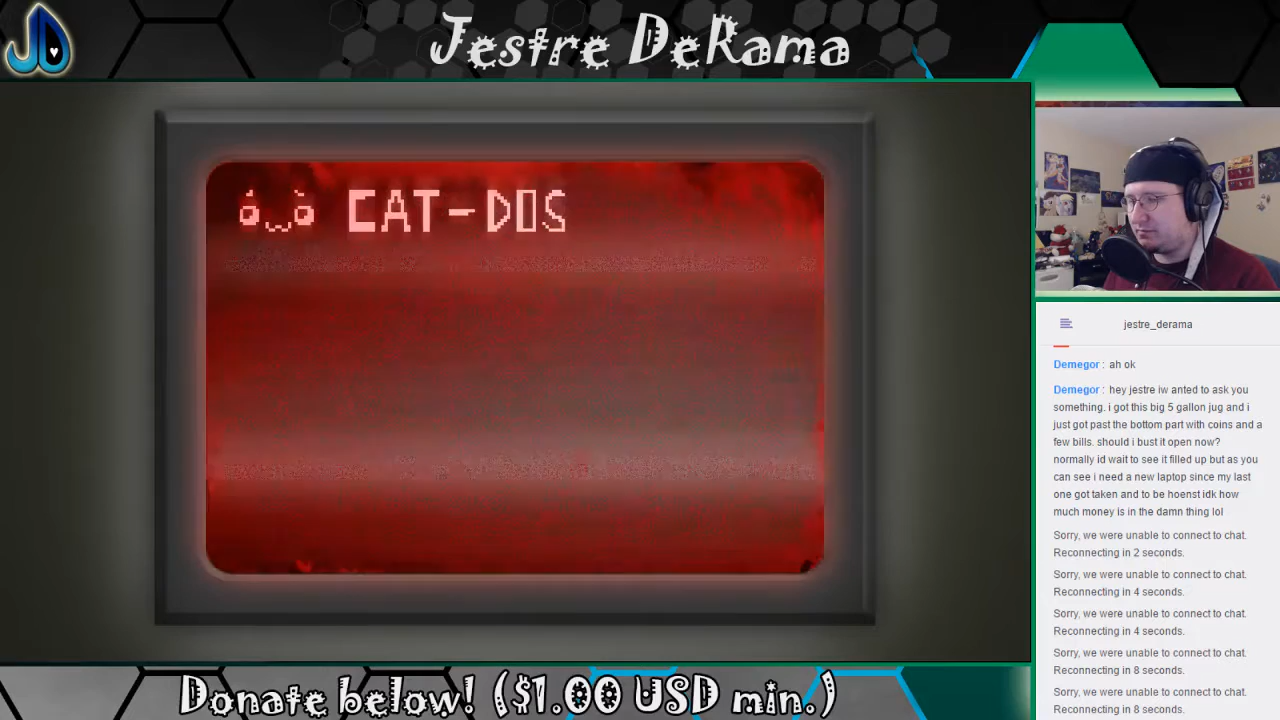 JD
Jestre DeRama
CAT-DOS
jestre_derama
Demegor: ah ok
Demegor: hey jestre iw anted to ask you
something. i got this big 5 gallon jug and i
just got past the bottom part with coins and a
few bills. should i bust it open now?
normally id wait to see it filled up but as you
can see i need a new laptop since my last
one got taken and to be hoenst idk how
much money is in the damn thing lol
Sorry, we were unable to connect to chat.
Reconnecting in 2 seconds.
Sorry, we were unable to connect to chat.
Reconnecting in 4 seconds.
Sorry, we were unable to connect to chat.
Reconnecting in 4 seconds.
Sorry, we were unable to connect to chat.
Reconnecting in 8 seconds.
Sorry, we were unable to connect to chat.
Reconnecting in 8 seconds.
Donate below! ($1.00 USD min.)